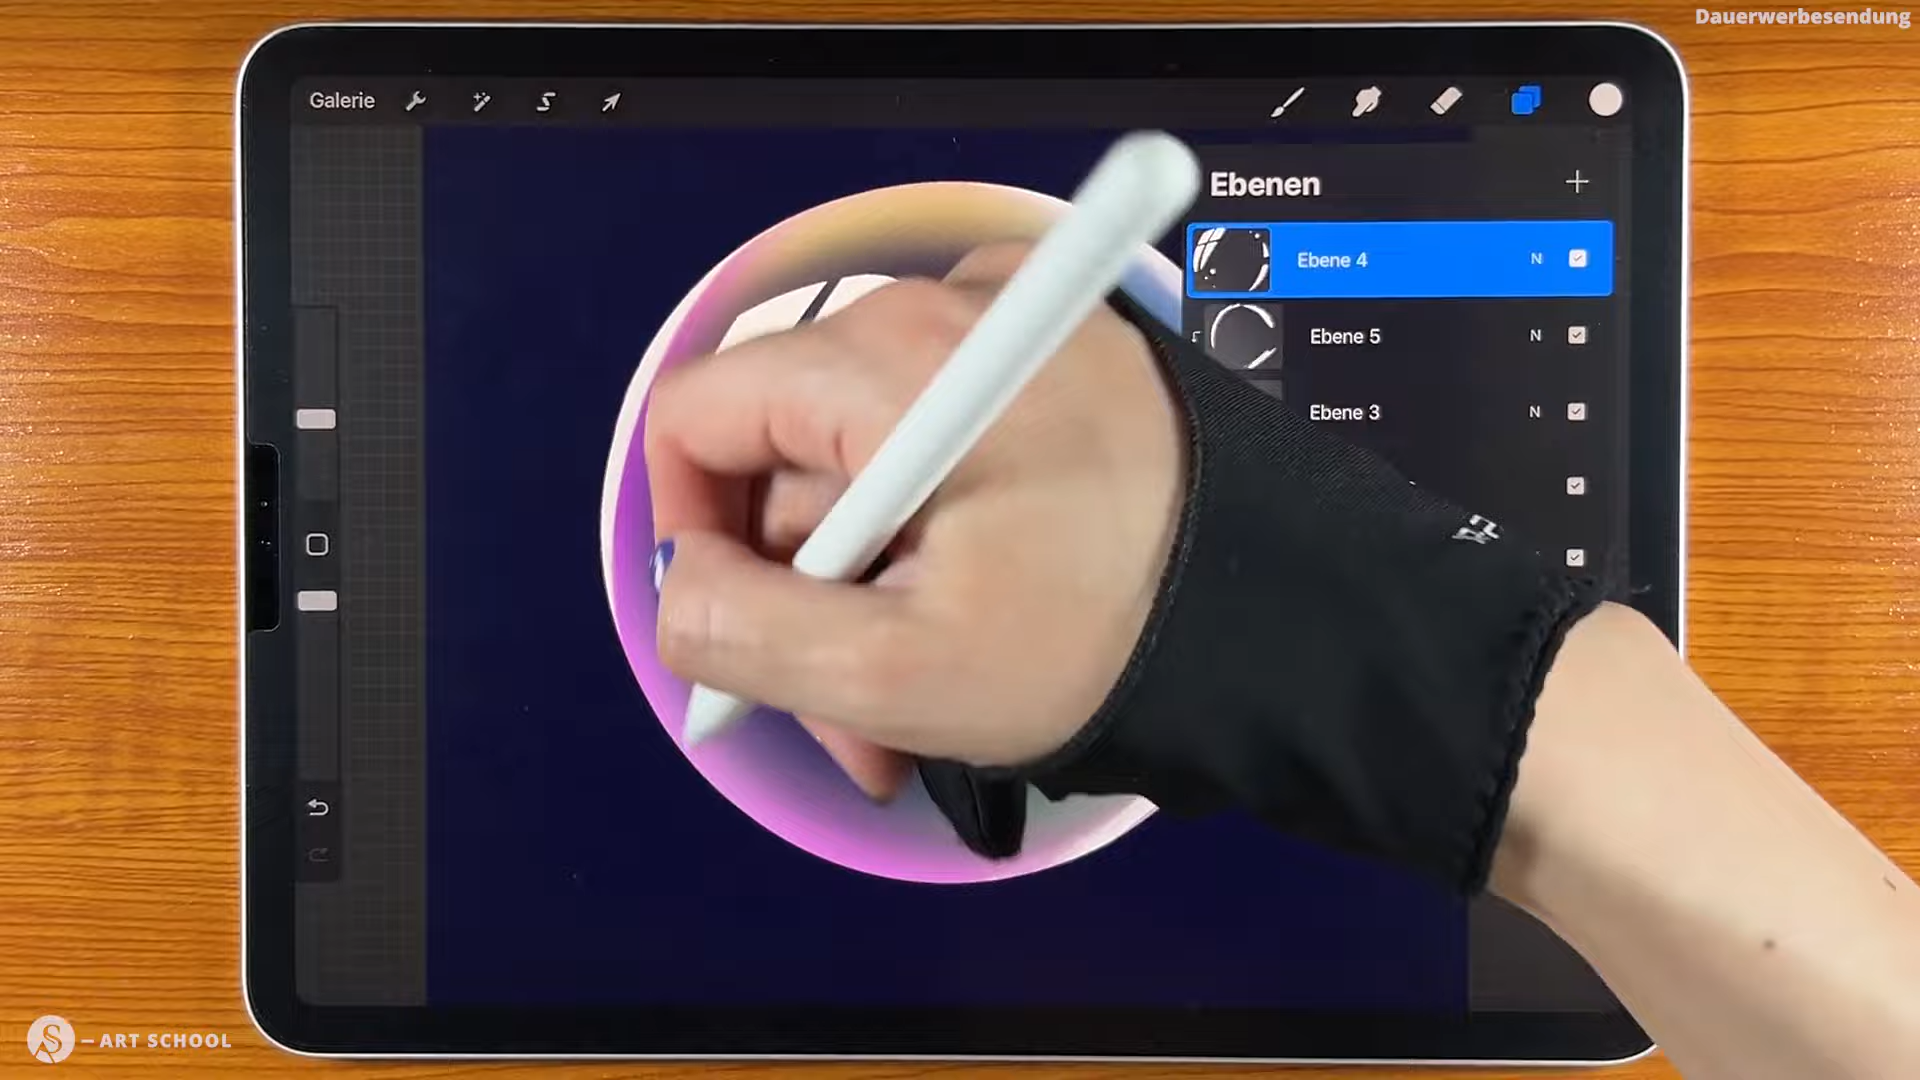 Dauerwerbesendung
Galerie
Ebenen
Ebene 4 N
Ebene 5 N
Ebene 3 N
S – ART SCHOOL